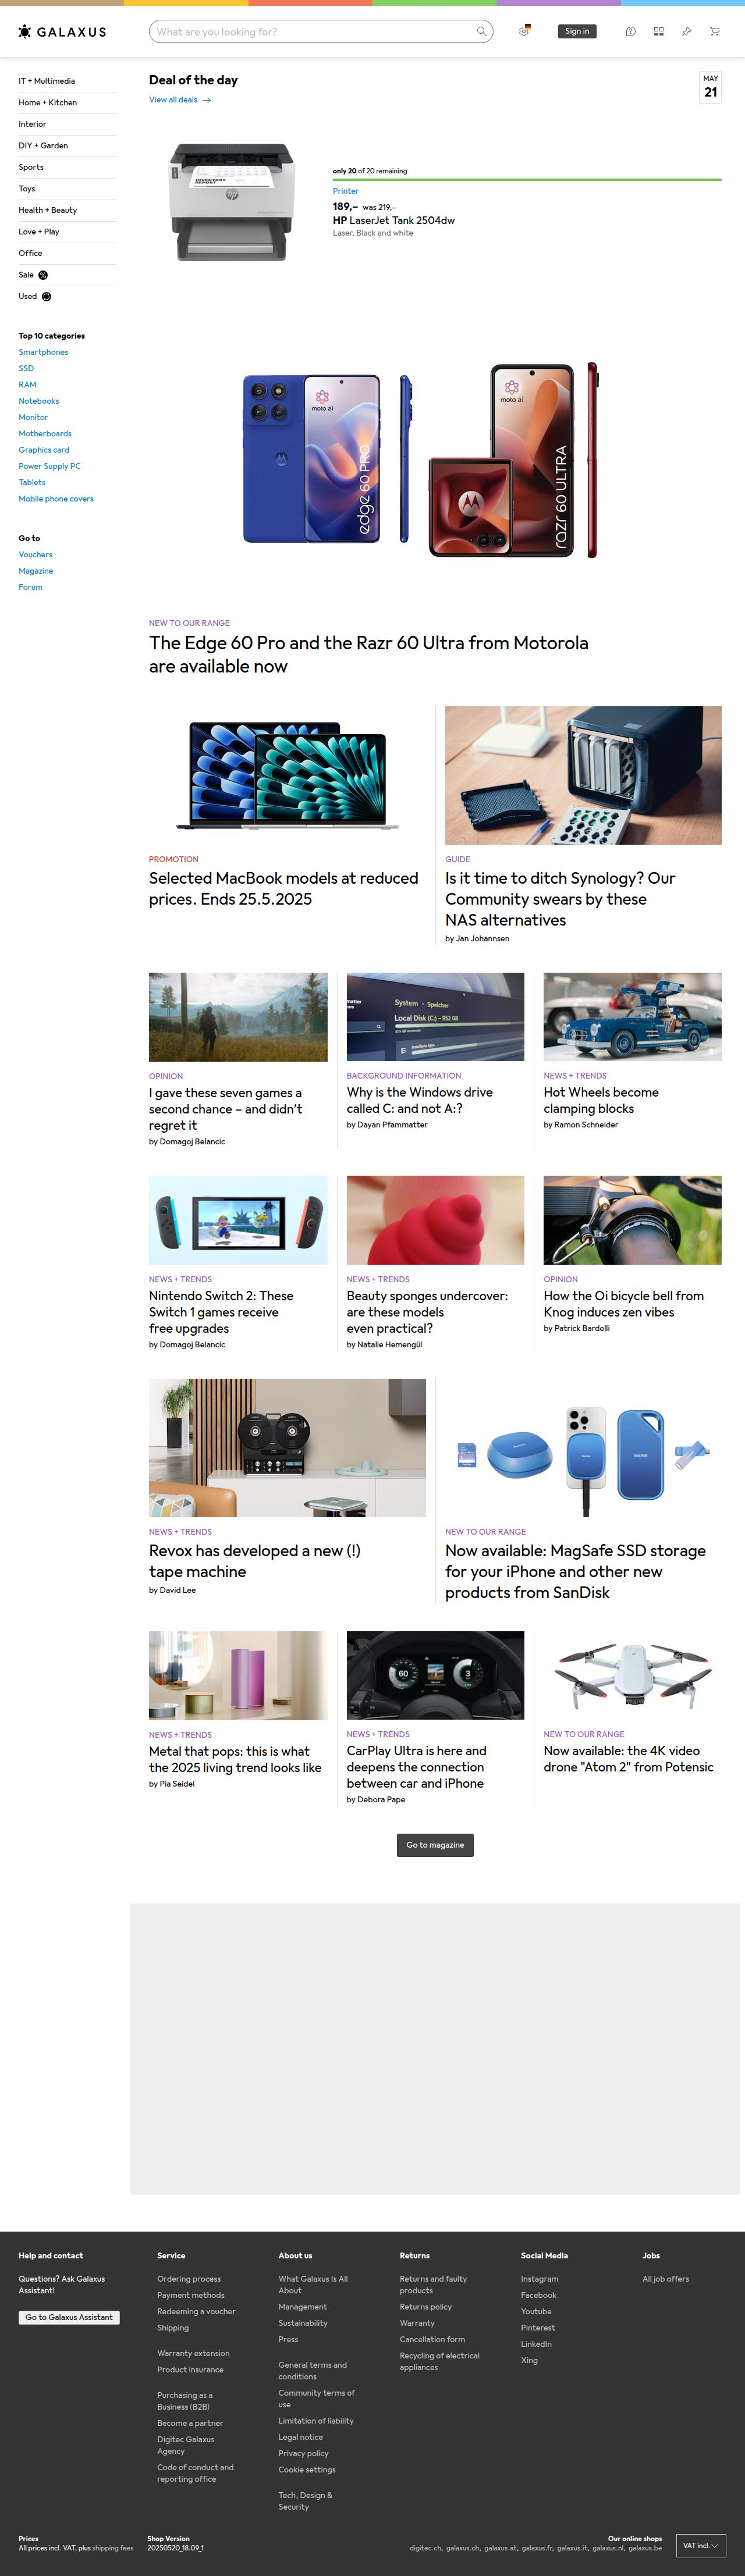 GALAXUS
What are you looking for?
Sign in
IT + Multimedia
Home + Kitchen
Interior
DIY + Garden
Sports
Toys
Health + Beauty
Love + Play
Office
Sale
Used
Top 10 categories
Smartphones
SSD
RAM
Notebooks
Monitor
Motherboards
Graphics card
Power Supply PC
Tablets
Mobile phone covers
Go to
Vouchers
Magazine
Forum
Deal of the day
View all deals
MAY
21
INVENTORY
REPORT
only 20 of 20 remaining
Printer
189,– was 219,–
HP LaserJet Tank 2504dw
Laser, Black and white
moto ai
edge 60 PRO
moto ai
razr 60 ULTRA
NEW TO OUR RANGE
The Edge 60 Pro and the Razr 60 Ultra from Motorola
are available now
PROMOTION
Selected MacBook models at reduced
prices. Ends 25.5.2025
GUIDE
Is it time to ditch Synology? Our
Community swears by these
NAS alternatives
by Jan Johannsen
OPINION
I gave these seven games a
second chance – and didn't
regret it
by Domagoj Belancic
System › Speicher
Local Disk (C:) – 952 GB
BACKGROUND INFORMATION
Why is the Windows drive
called C: and not A:?
by Dayan Pfammatter
NEWS + TRENDS
Hot Wheels become
clamping blocks
by Ramon Schneider
NEWS + TRENDS
Nintendo Switch 2: These
Switch 1 games receive
free upgrades
by Domagoj Belancic
NEWS + TRENDS
Beauty sponges undercover:
are these models
even practical?
by Natalie Hemengül
OPINION
How the Oi bicycle bell from
Knog induces zen vibes
by Patrick Bardelli
NEWS + TRENDS
Revox has developed a new (!)
tape machine
by David Lee
NEW TO OUR RANGE
Now available: MagSafe SSD storage
for your iPhone and other new
products from SanDisk
NEWS + TRENDS
Metal that pops: this is what
the 2025 living trend looks like
by Pia Seidel
60
3
NEWS + TRENDS
CarPlay Ultra is here and
deepens the connection
between car and iPhone
by Debora Pape
NEW TO OUR RANGE
Now available: the 4K video
drone "Atom 2" from Potensic
Go to magazine
Help and contact
Questions? Ask Galaxus
Assistant!
Go to Galaxus Assistant
Service
Ordering process
Payment methods
Redeeming a voucher
Shipping
Warranty extension
Product insurance
Purchasing as a
Business (B2B)
Become a partner
Digitec Galaxus
Agency
Code of conduct and
reporting office
About us
What Galaxus Is All
About
Management
Sustainability
Press
General terms and
conditions
Community terms of
use
Limitation of liability
Legal notice
Privacy policy
Cookie settings
Tech, Design &
Security
Returns
Returns and faulty
products
Returns policy
Warranty
Cancellation form
Recycling of electrical
appliances
Social Media
Instagram
Facebook
Youtube
Pinterest
LinkedIn
Xing
Jobs
All job offers
Prices
All prices incl. VAT, plus shipping fees
Shop Version
20250520_18.09_1
Our online shops
digitec.ch, galaxus.ch, galaxus.at, galaxus.fr, galaxus.it, galaxus.nl, galaxus.be
VAT incl.